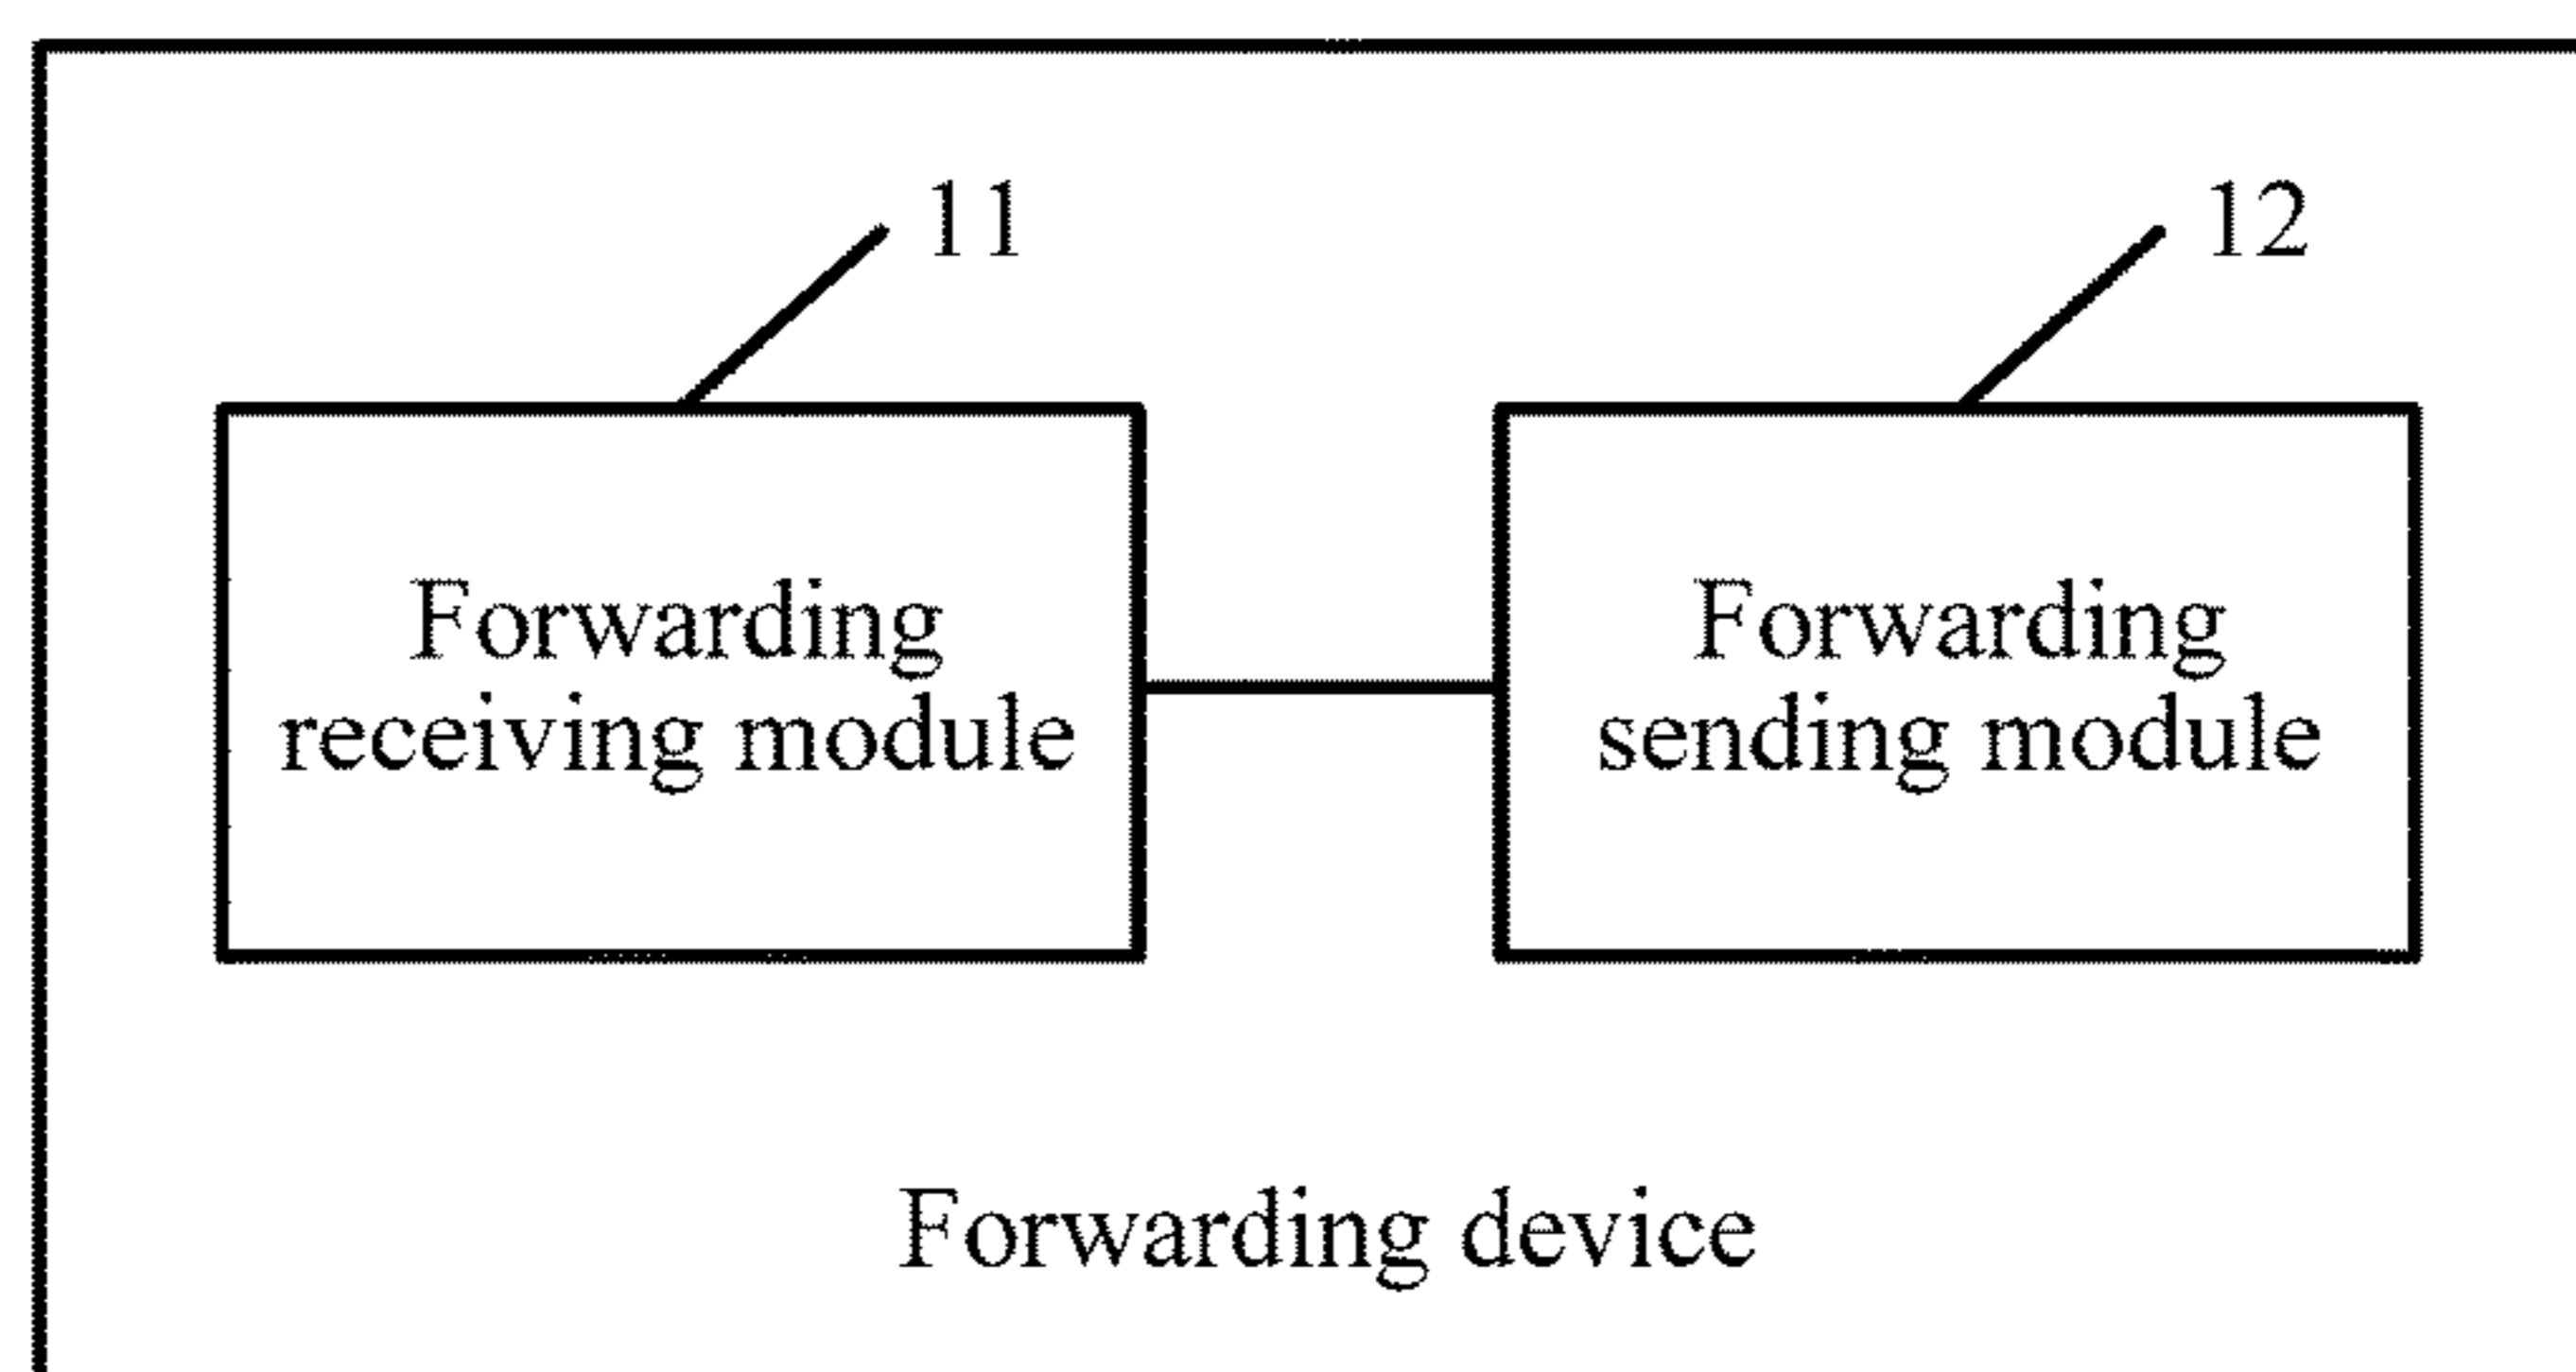 11
12
Forwarding
receiving module
Forwarding
sending module
Forwarding device